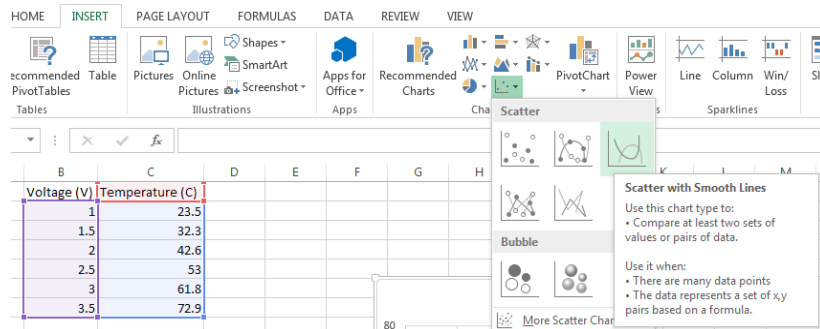 HOME INSERT PAGE LAYOUT FORMULAS DATA REVIEW VIEW
ecommended PivotTables
Table
Pictures
Online Pictures
Shapes
SmartArt
Screenshot
Apps for Office
Recommended Charts
PivotChart
Power View
Line
Column
Win/ Loss
Tables
Illustrations
Apps
Cha
s
Sparklines
fx
B C D E F G H K L M
Scatter
Voltage (V) Temperature (C)
1 23.5
1.5 32.3
2 42.6
2.5 53
3 61.8
3.5 72.9
Scatter with Smooth Lines
Use this chart type to:
• Compare at least two sets of
values or pairs of data.
Use it when:
• There are many data points
• The data represents a set of x,y
pairs based on a formula.
Bubble
More Scatter Char
80